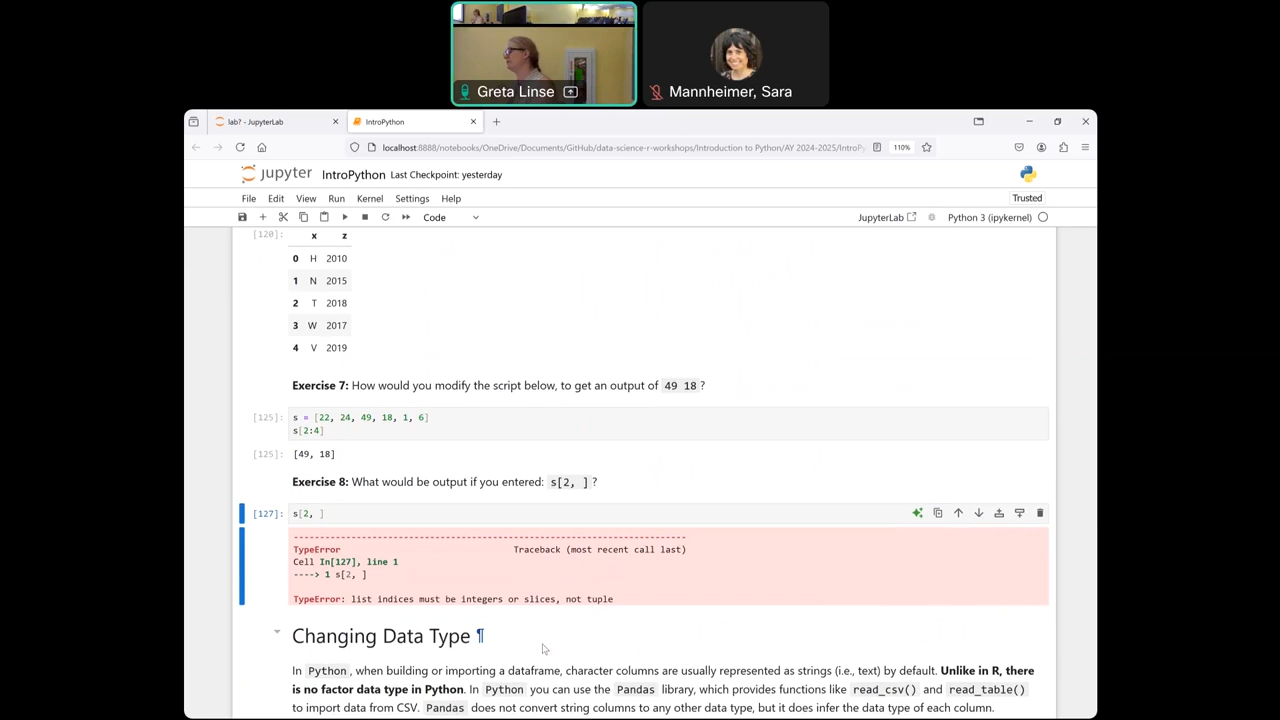 Greta Linse
Mannheimer, Sara
lab? - JupyterLab
IntroPython
localhost:8888/notebooks/OneDrive/Documents/GitHub/data-science-r-workshops/Introduction to Python/AY 2024-2025/IntroPy
110%
jupyter IntroPython Last Checkpoint: yesterday
File Edit View Run Kernel Settings Help
Trusted
Code
JupyterLab
Python 3 (ipykernel)
[120]: x z
0 H 2010
1 N 2015
2 T 2018
3 W 2017
4 V 2019
Exercise 7: How would you modify the script below, to get an output of 49 18 ?
[125]: s = [22, 24, 49, 18, 1, 6]
s[2:4]
[125]: [49, 18]
Exercise 8: What would be output if you entered: s[2, ] ?
[127]: s[2, ]
---------------------------------------------------------------------------
TypeError Traceback (most recent call last)
Cell In[127], line 1
----> 1 s[2, ]
TypeError: list indices must be integers or slices, not tuple
Changing Data Type ¶
In Python , when building or importing a dataframe, character columns are usually represented as strings (i.e., text) by default. Unlike in R, there
is no factor data type in Python. In Python you can use the Pandas library, which provides functions like read_csv() and read_table()
to import data from CSV. Pandas does not convert string columns to any other data type, but it does infer the data type of each column.